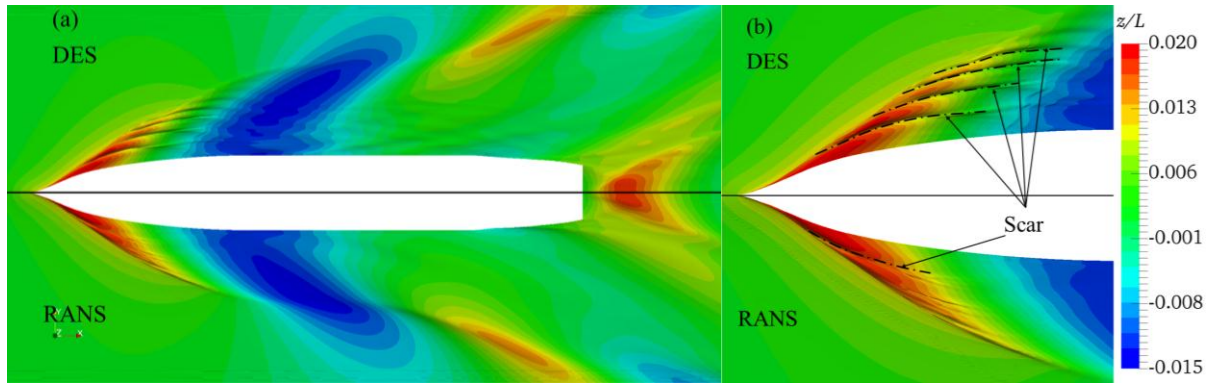 (a)
DES
RANS
Y
Z X
(b)
DES
Scar
RANS
z/L
0.020
0.013
0.006
-0.001
-0.008
-0.015